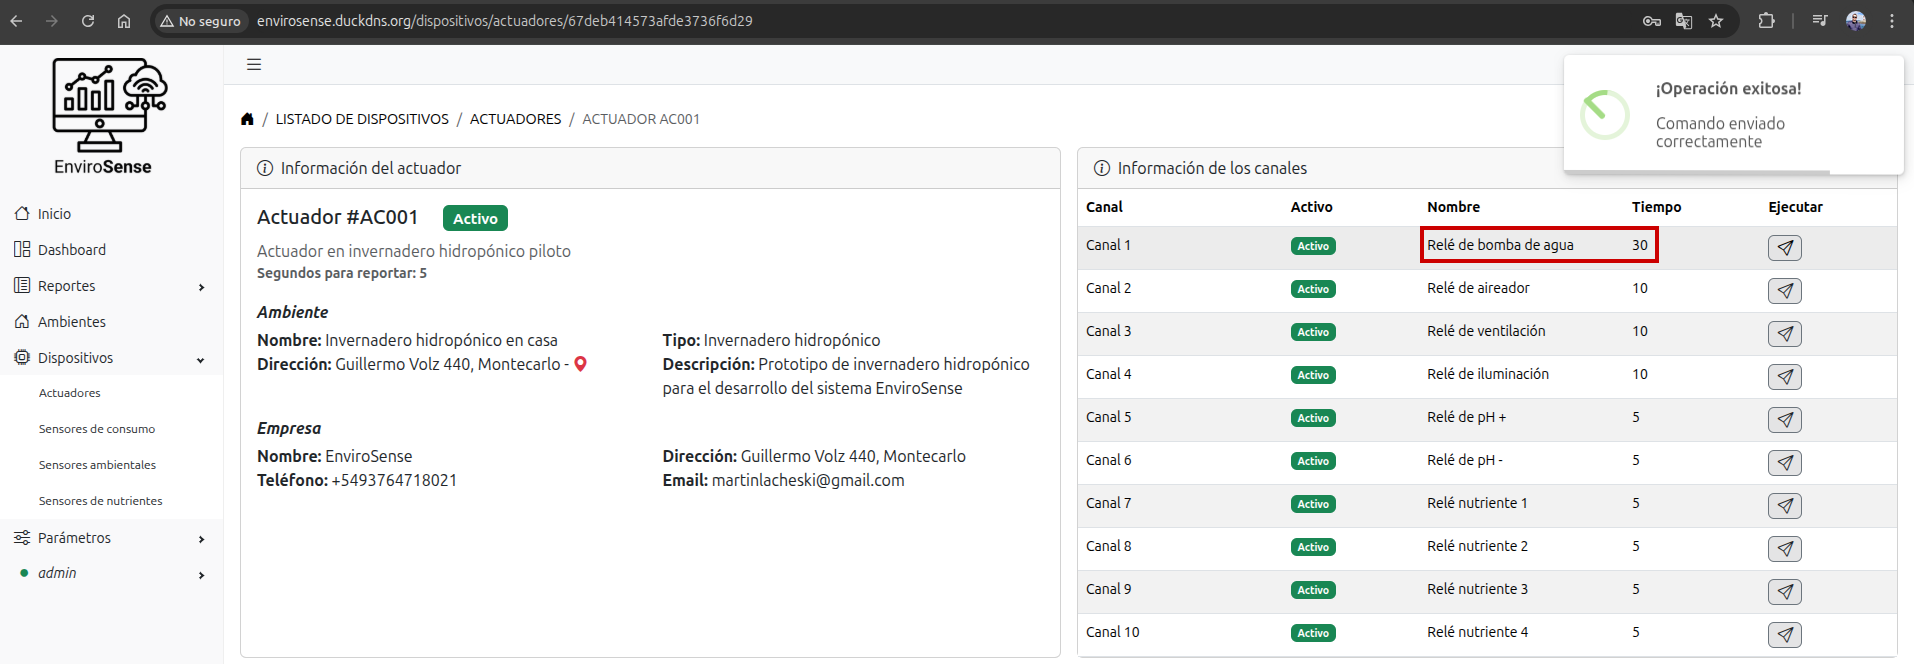 No seguro envirosense.duckdns.org/dispositivos/actuadores/67deb414573afde3736f6d29
EnviroSense
Inicio
Dashboard
Reportes
Ambientes
Dispositivos
Actuadores
Sensores de consumo
Sensores ambientales
Sensores de nutrientes
Parámetros
admin
/ LISTADO DE DISPOSITIVOS / ACTUADORES / ACTUADOR AC001
Información del actuador
Actuador #AC001 Activo
Actuador en invernadero hidropónico piloto
Segundos para reportar: 5
Ambiente
Nombre: Invernadero hidropónico en casa
Dirección: Guillermo Volz 440, Montecarlo -
Tipo: Invernadero hidropónico
Descripción: Prototipo de invernadero hidropónico
para el desarrollo del sistema EnviroSense
Empresa
Nombre: EnviroSense
Teléfono: +5493764718021
Dirección: Guillermo Volz 440, Montecarlo
Email: martinlacheski@gmail.com
¡Operación exitosa!
Comando enviado
correctamente
Información de los canales
Canal Activo Nombre Tiempo Ejecutar
Canal 1 Activo Relé de bomba de agua 30
Canal 2 Activo Relé de aireador 10
Canal 3 Activo Relé de ventilación 10
Canal 4 Activo Relé de iluminación 10
Canal 5 Activo Relé de pH + 5
Canal 6 Activo Relé de pH - 5
Canal 7 Activo Relé nutriente 1 5
Canal 8 Activo Relé nutriente 2 5
Canal 9 Activo Relé nutriente 3 5
Canal 10 Activo Relé nutriente 4 5